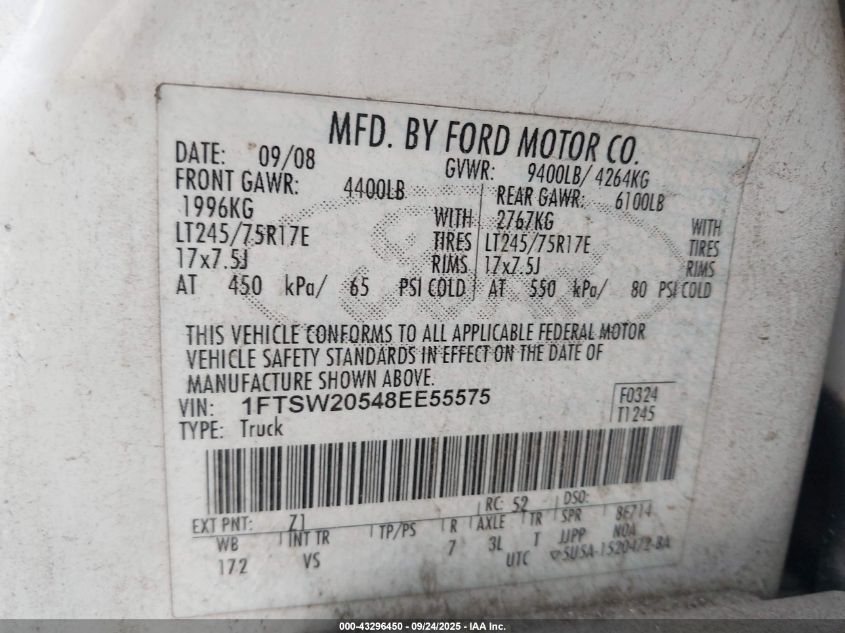 MFD. BY FORD MOTOR CO.
DATE: 09/08 GVWR: 9400LB/ 4264KG
FRONT GAWR: 4400LB REAR GAWR: 6100LB
1996KG WITH 2767KG WITH
LT245/75R17E TIRES LT245/75R17E TIRES
17x7.5J RIMS 17x7.5J RIMS
AT 450 kPa/ 65 PSI COLD AT 550 kPa/ 80 PSI COLD
THIS VEHICLE CONFORMS TO ALL APPLICABLE FEDERAL MOTOR
VEHICLE SAFETY STANDARDS IN EFFECT ON THE DATE OF
MANUFACTURE SHOWN ABOVE.
VIN: 1FTSW20548EE55575 F0324
TYPE: Truck T1245
EXT PNT: Z1 RC: 52 DSO:
WB INT TR TP/PS R AXLE TR SPR 86714
172 VS 7 3L T JJPP NOA
UTC SUSA-1520472-BA
000-43296450 - 09/24/2025 - IAA Inc.